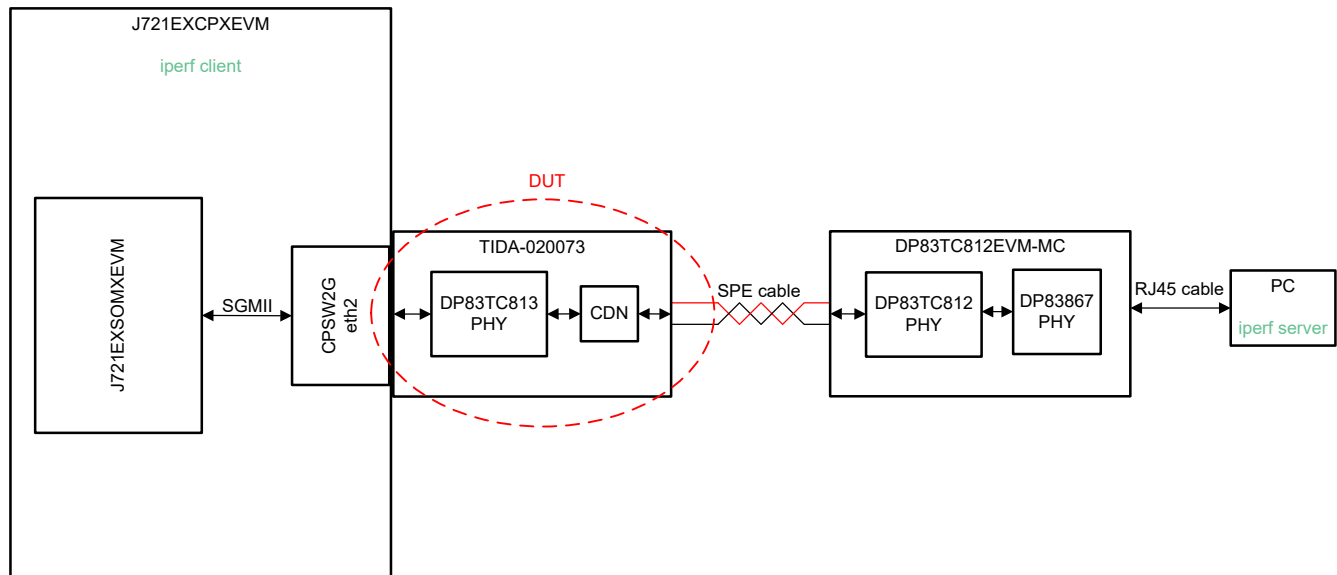 J721EXCPXEVM
iperf client
J721EXSOMXEVM
SGMII
CPSW2G
eth2
DUT
TIDA-020073
DP83TC813
PHY
CDN
SPE cable
DP83TC812EVM-MC
DP83TC812
PHY
DP83867
PHY
RJ45 cable
PC
iperf server